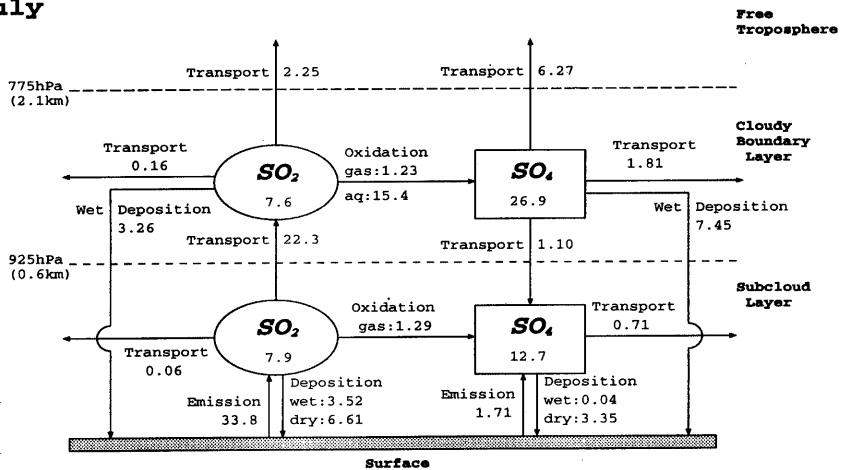 Free
Troposphere
Transport 2.25
Transport 6.27
775hPa
(2.1km)
Cloudy
Boundary
Layer
Transport
0.16
SO₂
7.6
Oxidation
gas:1.23
aq:15.4
SO₄
26.9
Transport
1.81
Wet Deposition
3.26
Wet Deposition
7.45
Transport 22.3
Transport 1.10
925hPa
(0.6km)
Subcloud
Layer
Transport
0.06
SO₂
7.9
Oxidation
gas:1.29
SO₄
12.7
Transport
0.71
Emission
33.8
Deposition
wet:3.52
dry:6.61
Emission
1.71
Deposition
wet:0.04
dry:3.35
Surface